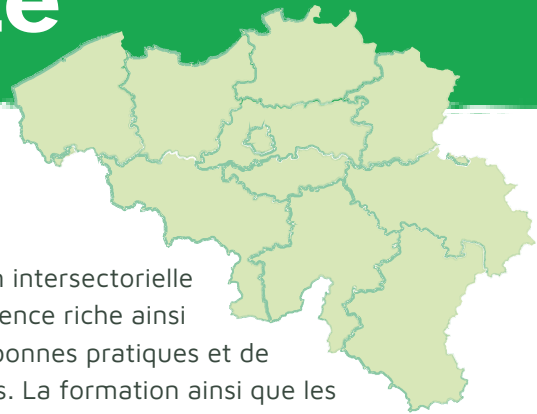 intersectorielle
ence riche ainsi
bonnes pratiques et de
s. La formation ainsi que les